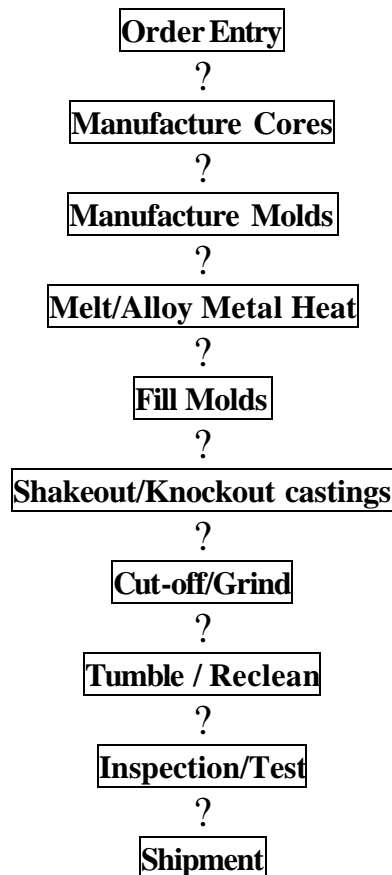 Order Entry
?
Manufacture Cores
?
Manufacture Molds
?
Melt/Alloy Metal Heat
?
Fill Molds
?
Shakeout/Knockout castings
?
Cut-off/Grind
?
Tumble / Reclean
?
Inspection/Test
?
Shipment